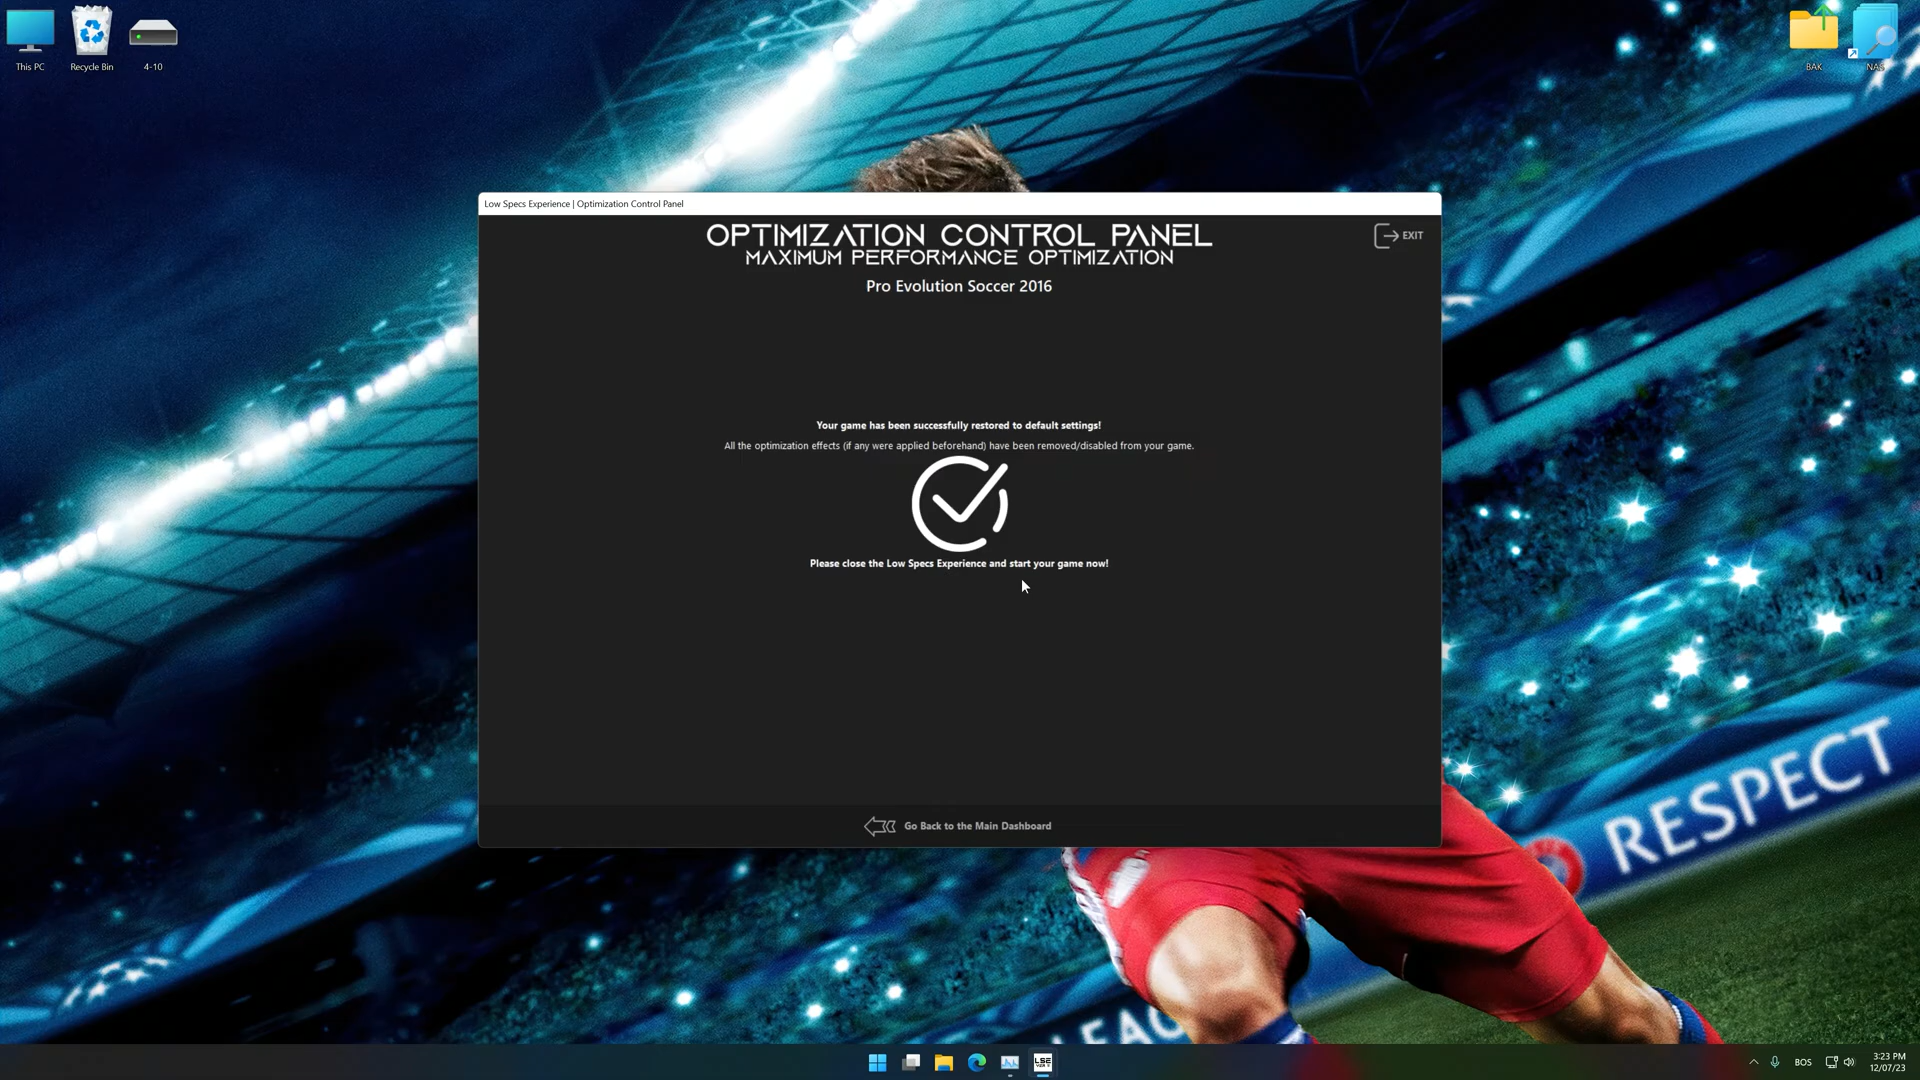 This PC
Recycle Bin
4-10
BAK
Low Specs Experience | Optimization Control Panel
OPTIMIZATION CONTROL PANEL
EXIT
MAXIMUM PERFORMANCE OPTIMIZATION
Pro Evolution Soccer 2016
Your game has been successfully restored to default settings!
All the optimization effects (if any were applied beforehand) have been removed/disabled from your game.
Please close the Low Specs Experience and start your game now!
Go Back to the Main Dashboard
RESPECT
LEAG
LSE
BOS
3:23 PM
12/07/23